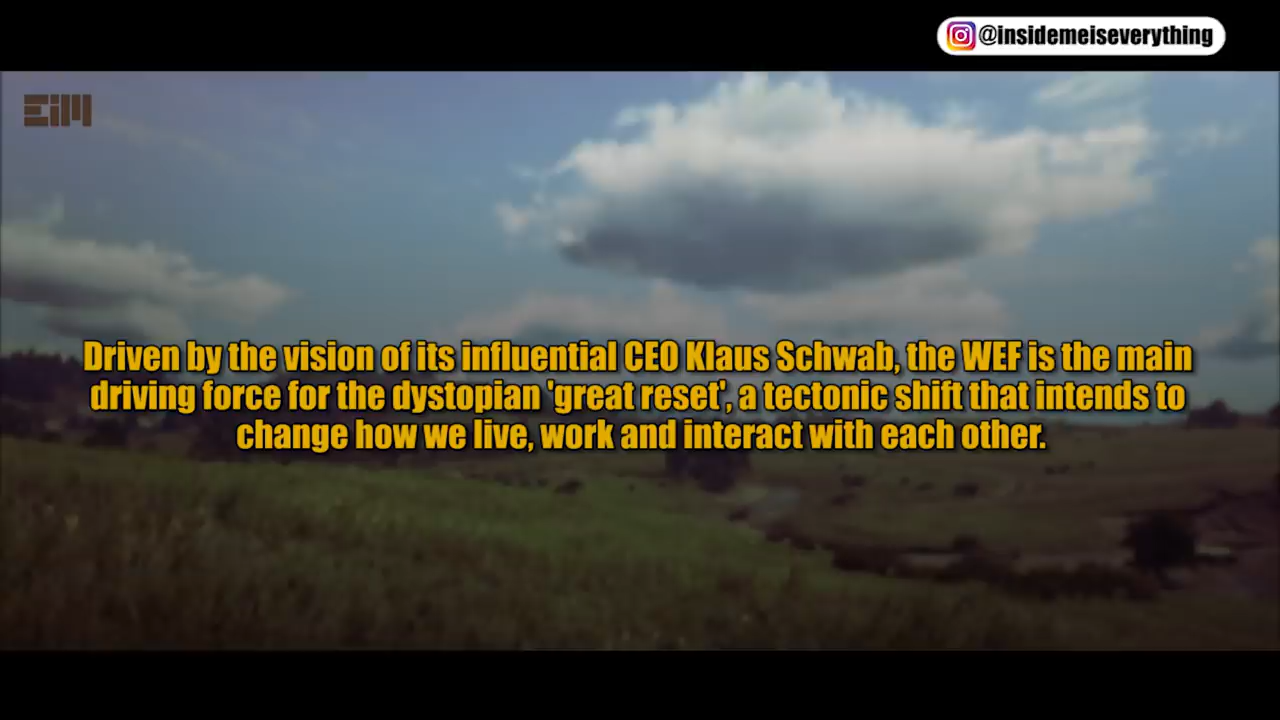 @insidemeiseverything
EiM
Driven by the vision of its influential CEO Klaus Schwab, the WEF is the main
driving force for the dystopian 'great reset', a tectonic shift that intends to
change how we live, work and interact with each other.